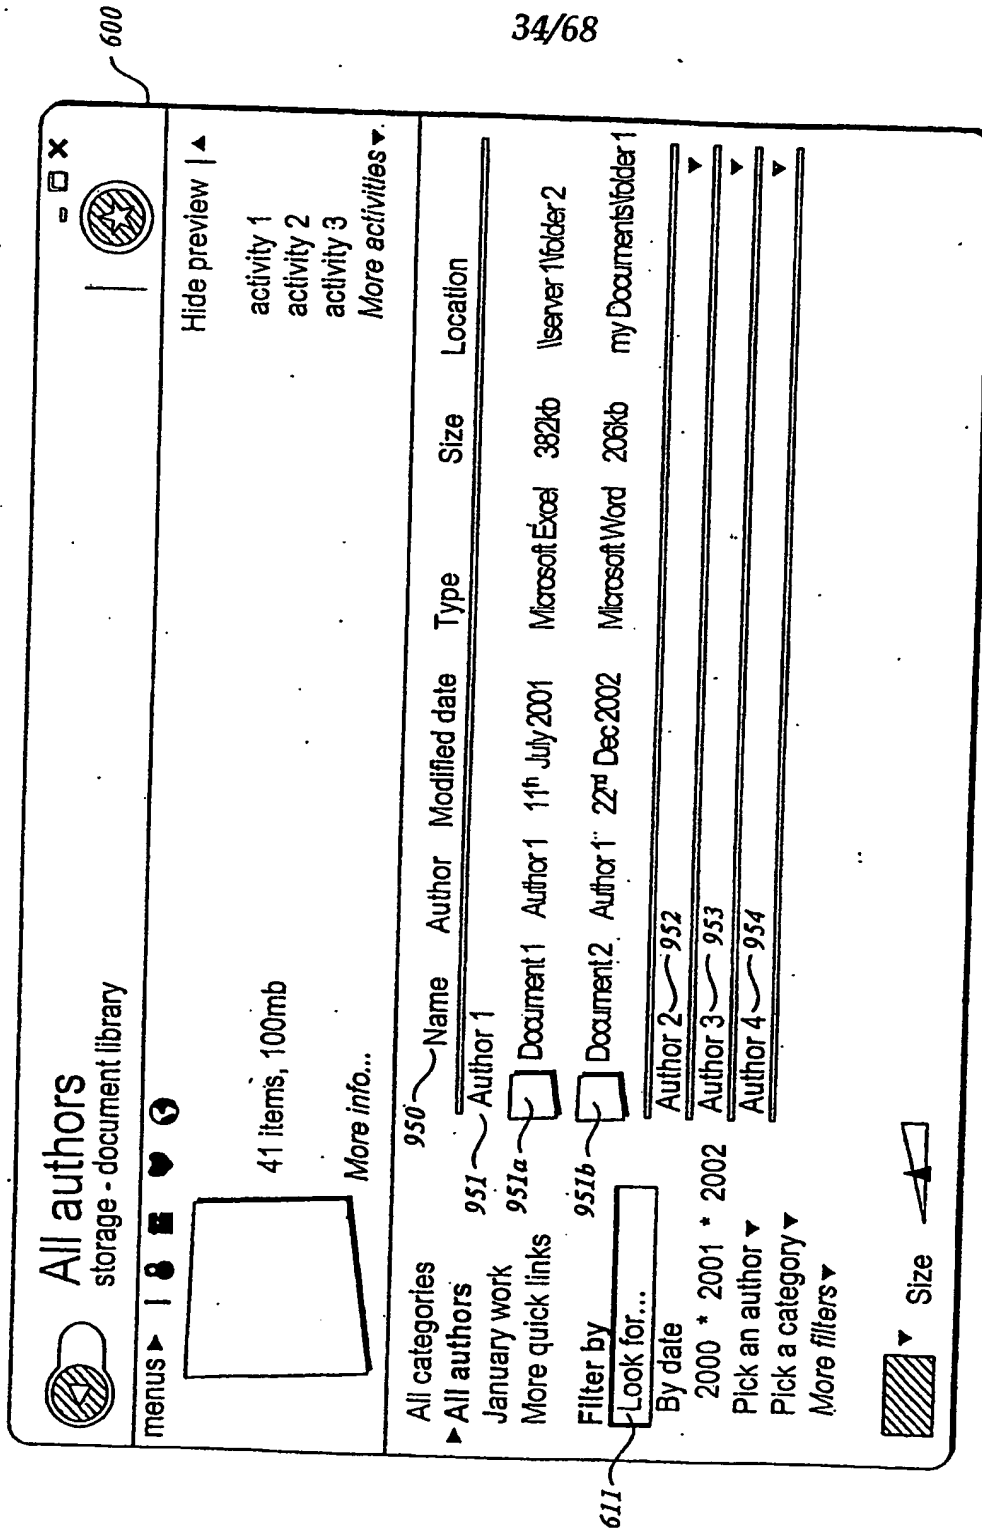 34/68
600
All authors
storage - document library
menus
41 items, 100mb
More info...
Hide preview
activity 1
activity 2
activity 3
More activities
All categories
All authors
January work
More quick links
Filter by
611
Look for...
By date
2000 * 2001 * 2002
Pick an author
Pick a category
More filters
Size
950 Name Author Modified date Type Size Location
951 Author 1
951a Document 1 Author 1 11h July 2001 Microsoft Excel 382kb \\server 1\folder 2
951b Document 2 Author 1 22nd Dec 2002 Microsoft Word 206kb my Documents\folder 1
Author 2 952
Author 3 953
Author 4 954